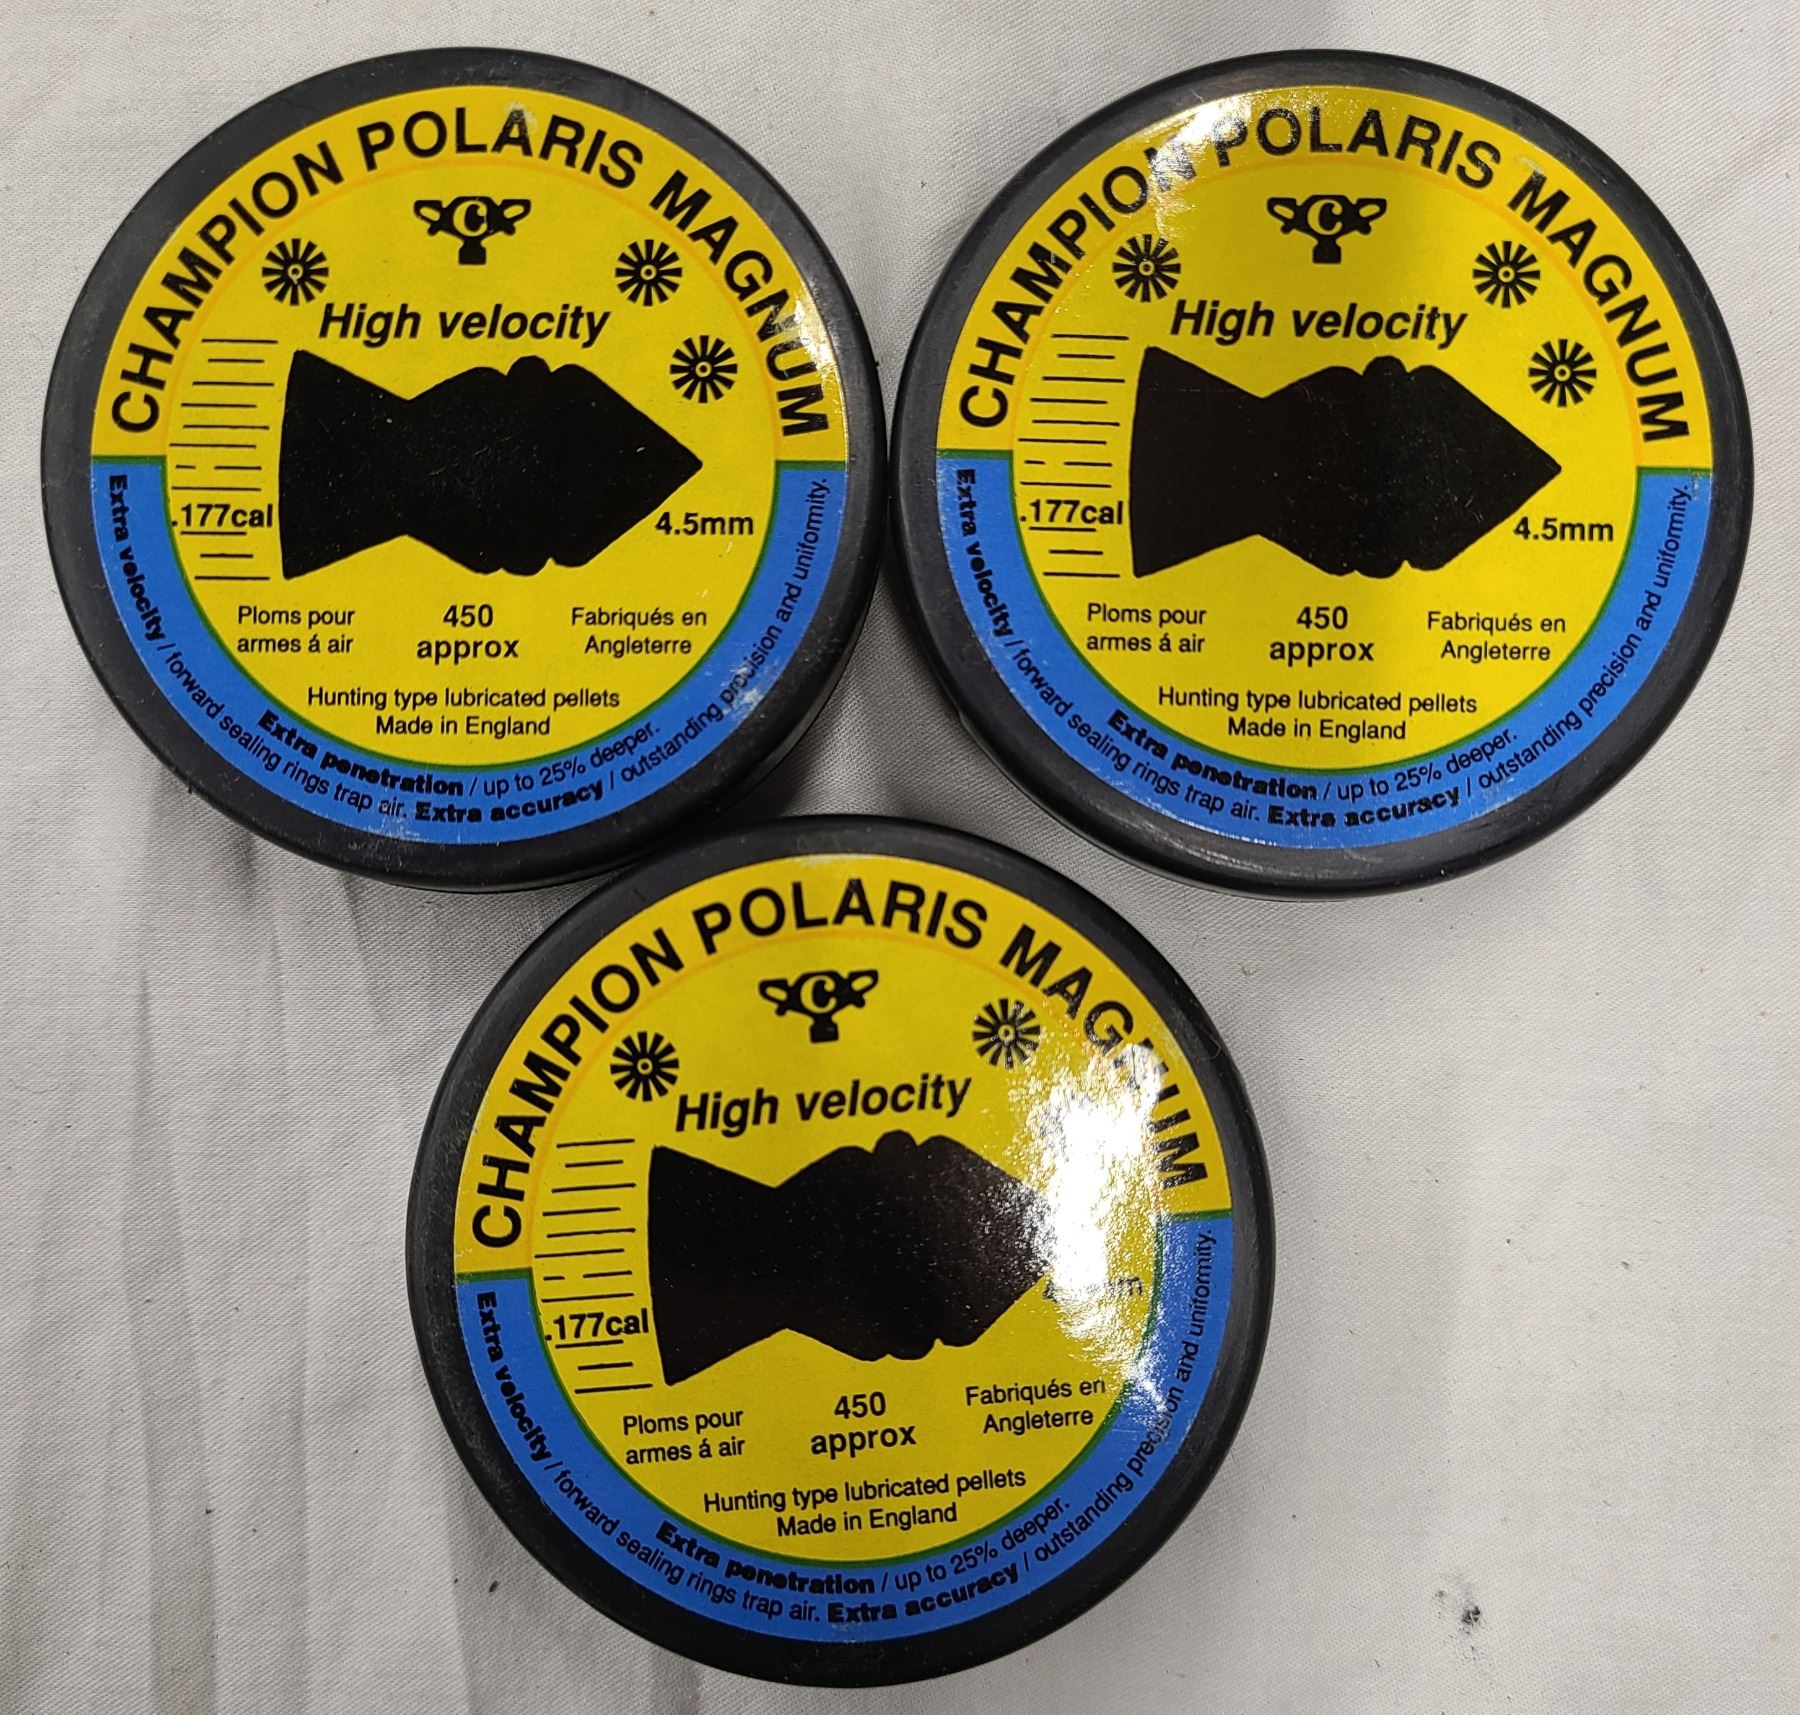 CHAMPION POLARIS MAGNUM
C
High velocity
.177cal
4.5mm
Ploms pour
armes á air
450
approx
Fabriqués en
Angleterre
Hunting type lubricated pellets
Made in England
Extra penetration / up to 25% deeper.
Extra velocity / forward sealing rings trap air. Extra accuracy / outstanding precision and uniformity.
CHAMPION POLARIS MAGNUM
C
High velocity
.177cal
4.5mm
Ploms pour
armes á air
450
approx
Fabriqués en
Angleterre
Hunting type lubricated pellets
Made in England
Extra penetration / up to 25% deeper.
Extra velocity / forward sealing rings trap air. Extra accuracy / outstanding precision and uniformity.
CHAMPION POLARIS MAGNUM
C
High velocity
.177cal
Ploms pour
armes á air
450
approx
Fabriqués en
Angleterre
Hunting type lubricated pellets
Made in England
Extra penetration / up to 25% deeper.
Extra velocity / forward sealing rings trap air. Extra accuracy / outstanding precision and uniformity.